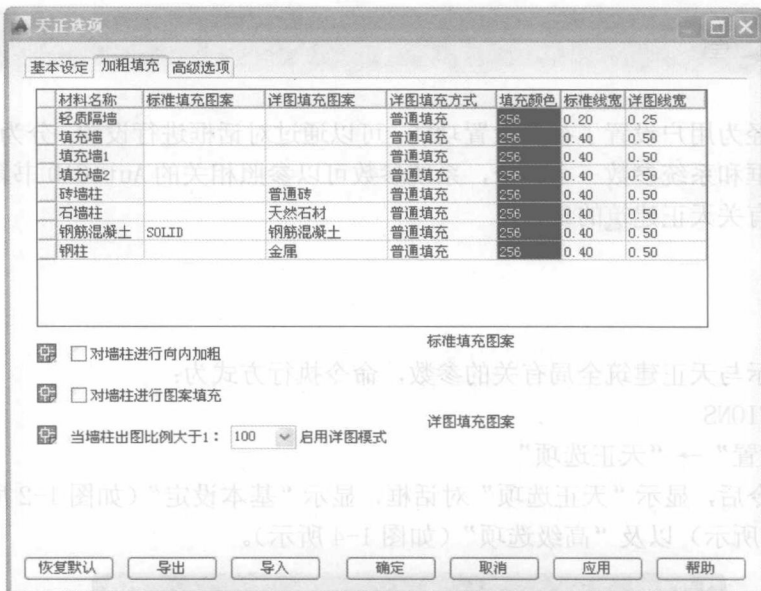 天正选项
基本设定 加粗填充 高级选项
材料名称 标准填充图案 详图填充图案 详图填充方式 填充颜色 标准线宽 详图线宽
轻质隔墙 普通填充 256 0.20 0.25
填充墙 普通填充 256 0.40 0.50
填充墙1 普通填充 256 0.40 0.50
填充墙2 普通填充 256 0.40 0.50
砖墙柱 普通砖 普通填充 256 0.40 0.50
石墙柱 天然石材 普通填充 256 0.40 0.50
钢筋混凝土 SOLID 钢筋混凝土 普通填充 256 0.40 0.50
钢柱 金属 普通填充 256 0.40 0.50
标准填充图案
对墙柱进行向内加粗
对墙柱进行图案填充
详图填充图案
当墙柱出图比例大于1： 100 启用详图模式
恢复默认 导出 导入 确定 取消 应用 帮助